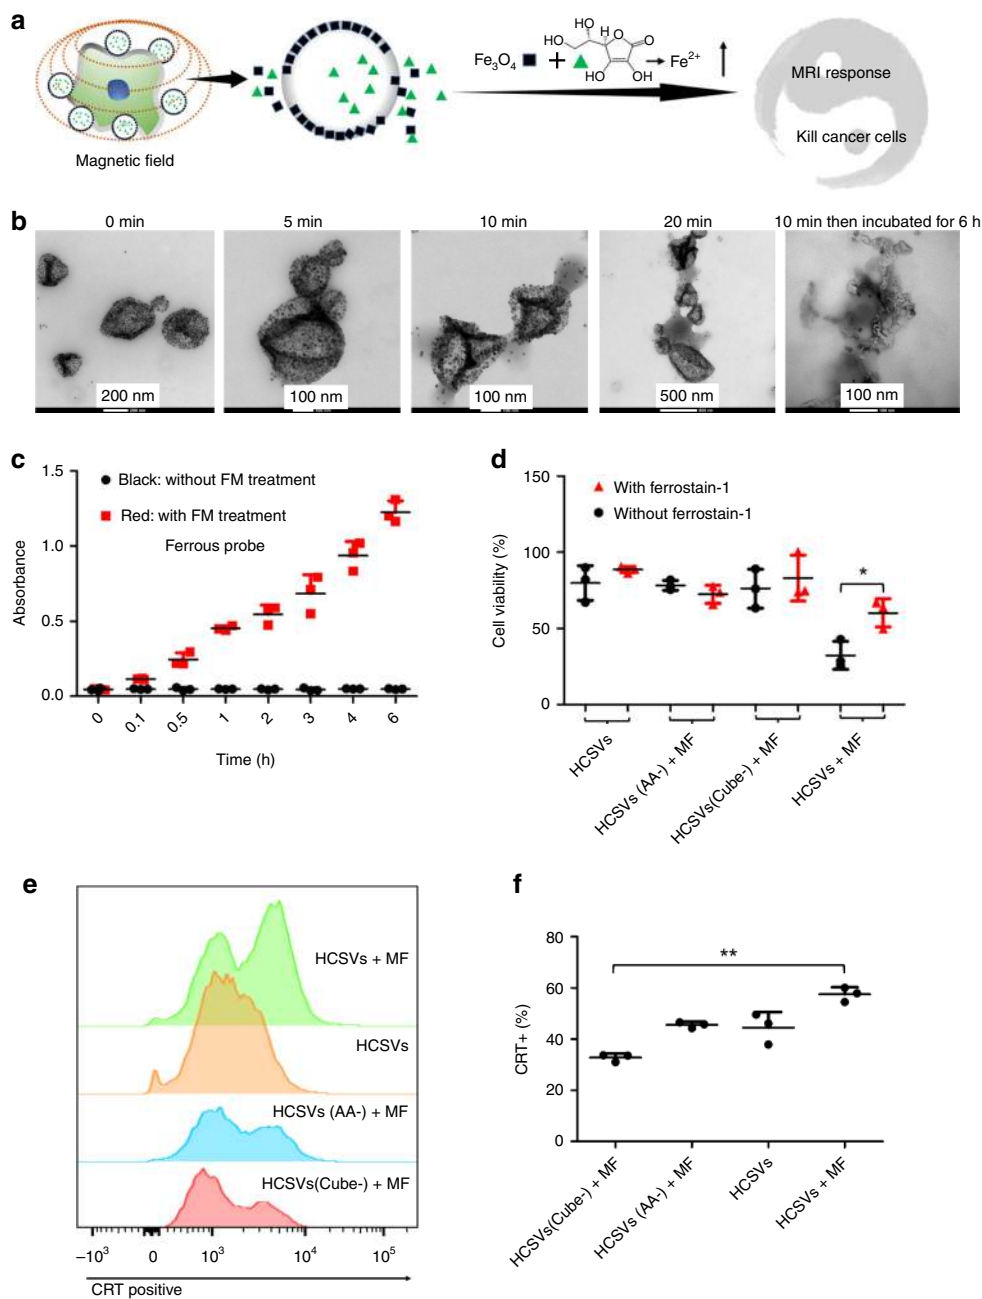 a
Magnetic field
Fe3O4 + → Fe2+
HO
H
O
O
HO
HO
OH
MRI response
Kill cancer cells
b
0 min
5 min
10 min
20 min
10 min then incubated for 6 h
200 nm
100 nm
100 nm
500 nm
100 nm
c
1.5
1.0
0.5
0.0
Absorbance
Black: without FM treatment
Red: with FM treatment
Ferrous probe
0
0.1
0.5
1
2
3
4
6
Time (h)
d
150
100
50
0
Cell viability (%)
With ferrostain-1
Without ferrostain-1
*
HCSVs
HCSVs (AA-) + MF
HCSVs(Cube-) + MF
HCSVs + MF
e
HCSVs + MF
HCSVs
HCSVs (AA-) + MF
HCSVs(Cube-) + MF
−10³
0
10³
10⁴
10⁵
CRT positive
f
80
60
40
20
0
CRT+ (%)
**
HCSVs(Cube-) + MF
HCSVs (AA-) + MF
HCSVs
HCSVs + MF